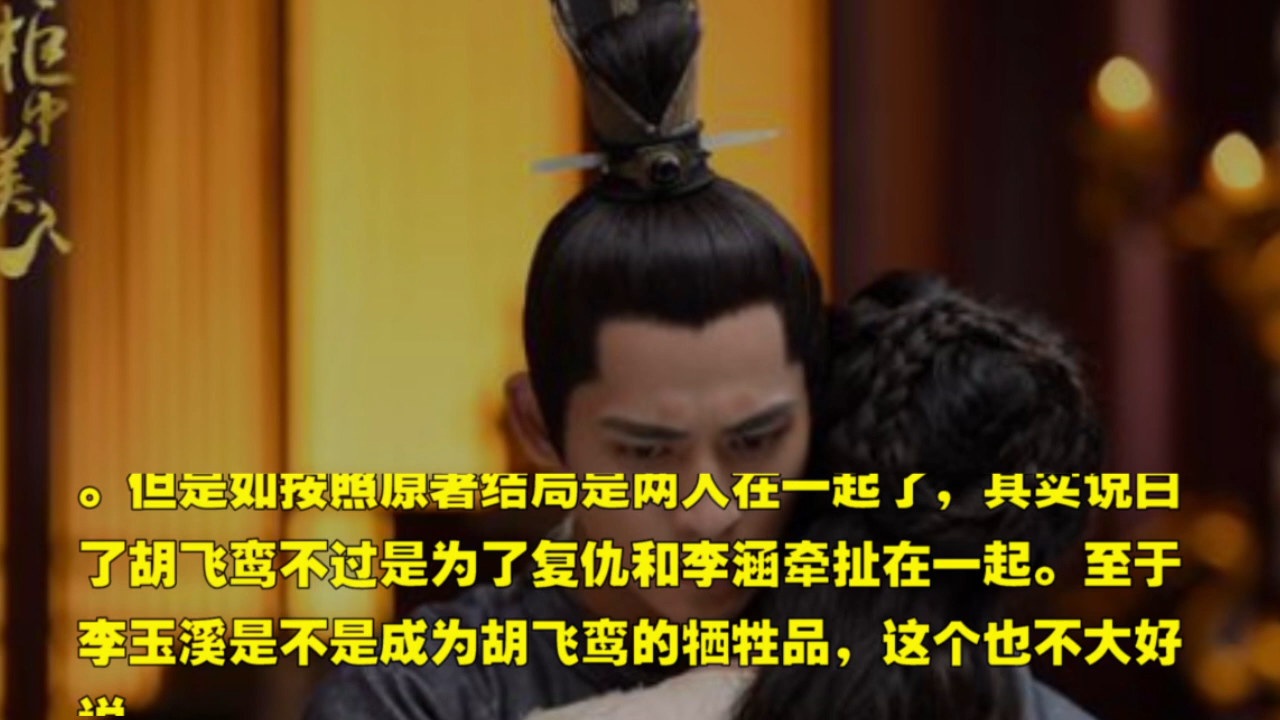 柜中美人
。但是如按照原著结局是两人在一起了，其实说白
了胡飞鸾不过是为了复仇和李涵牵扯在一起。至于
李玉溪是不是成为胡飞鸾的牺牲品，这个也不大好
说